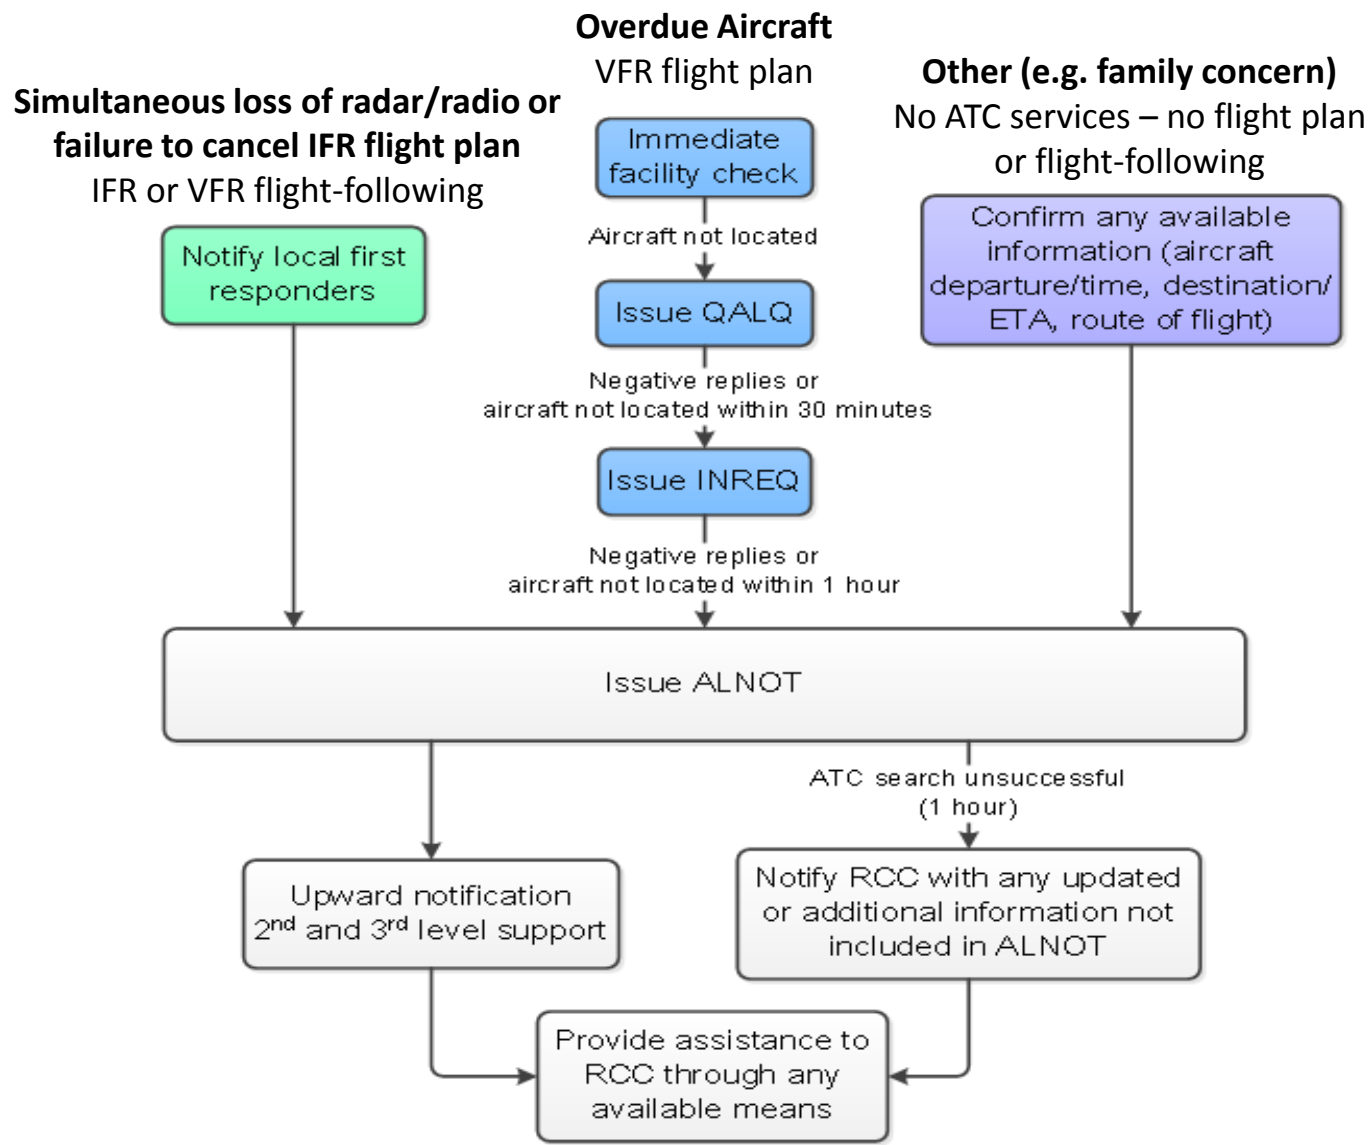 Overdue Aircraft
VFR flight plan
Simultaneous loss of radar/radio or
failure to cancel IFR flight plan
IFR or VFR flight-following
Other (e.g. family concern)
No ATC services – no flight plan
or flight-following
Immediate
facility check
Aircraft not located
Issue QALQ
Negative replies or
aircraft not located within 30 minutes
Issue INREQ
Negative replies or
aircraft not located within 1 hour
Notify local first
responders
Confirm any available
information (aircraft
departure/time, destination/
ETA, route of flight)
Issue ALNOT
ATC search unsuccessful
(1 hour)
Upward notification
2nd and 3rd level support
Notify RCC with any updated
or additional information not
included in ALNOT
Provide assistance to
RCC through any
available means